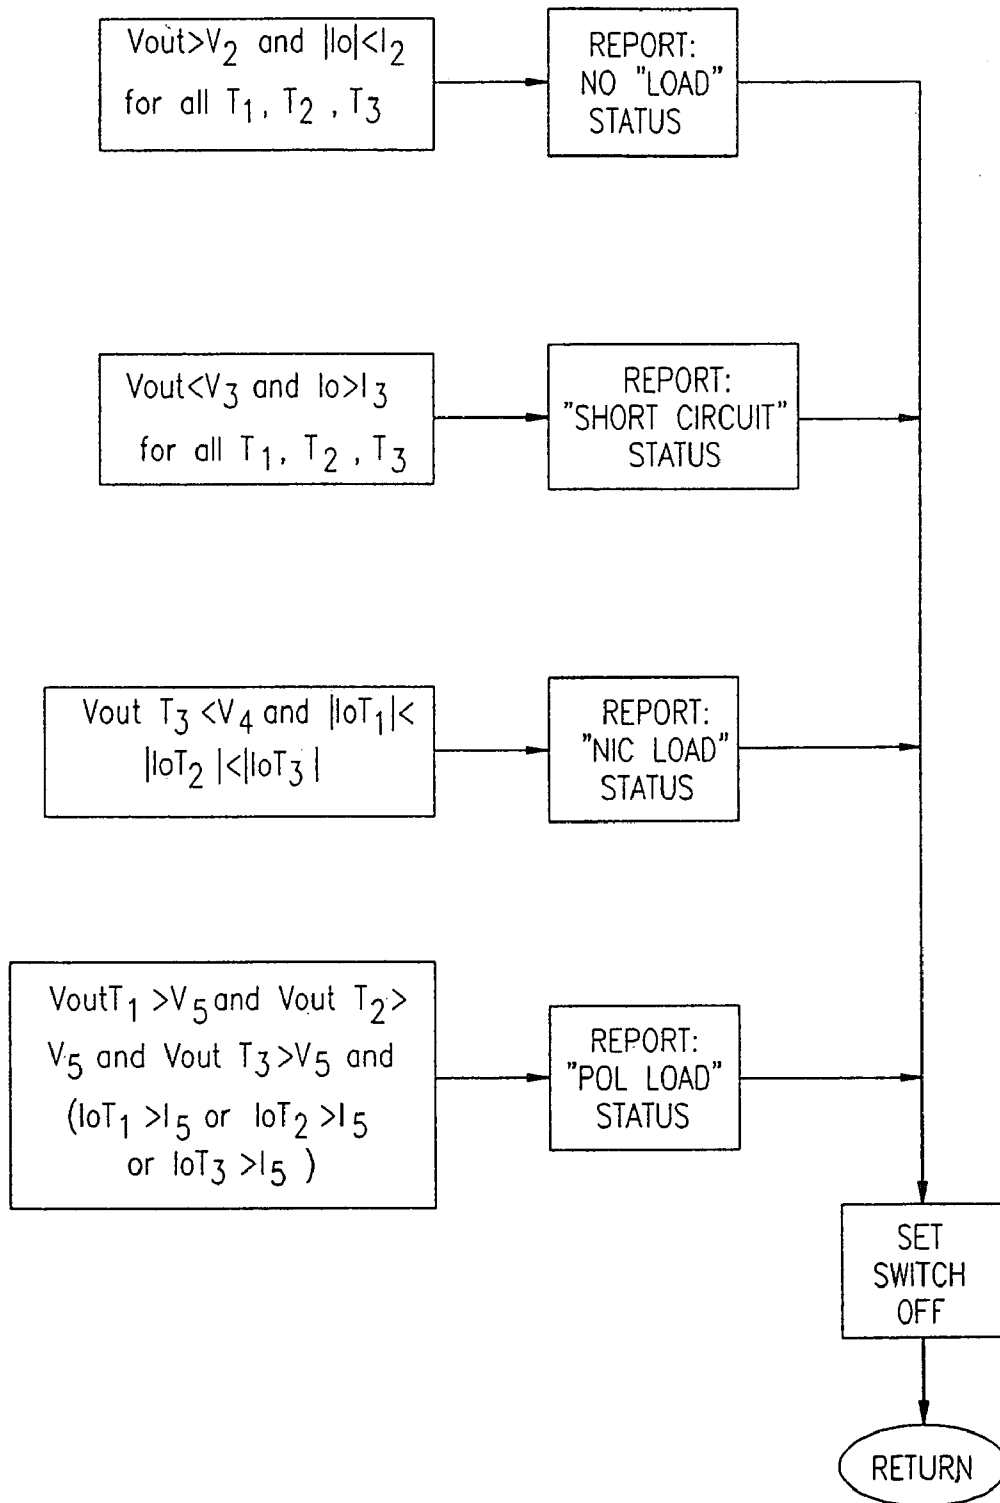 Vout>V2 and |Io|<I2
for all T1, T2 , T3
REPORT:
NO "LOAD"
STATUS
Vout<V3 and Io>I3
for all T1, T2 , T3
REPORT:
"SHORT CIRCUIT"
STATUS
Vout T3 <V4 and |IoT1|<
|IoT2 |<|IoT3 |
REPORT:
"NIC LOAD"
STATUS
VoutT1 >V5 and Vout T2>
V5 and Vout T3>V5 and
(IoT1 >I5 or IoT2 >I5
or IoT3 >I5 )
REPORT:
"POL LOAD"
STATUS
SET
SWITCH
OFF
RETURN